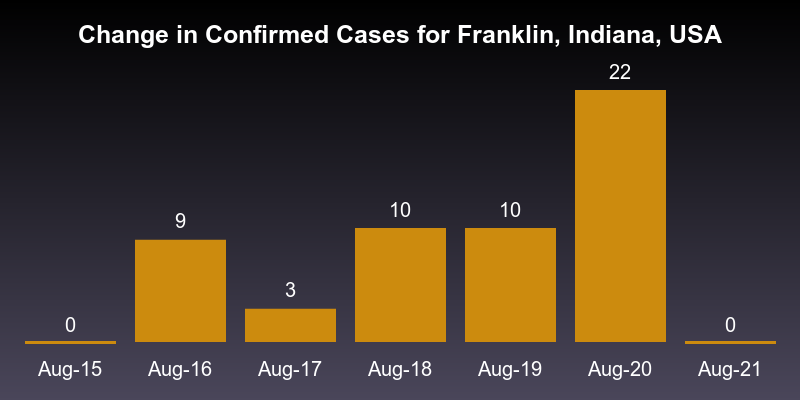 Change in Confirmed Cases for Franklin, Indiana, USA
22
10 10
9
3
0 0
Aug-15 Aug-16 Aug-17 Aug-18 Aug-19 Aug-20 Aug-21